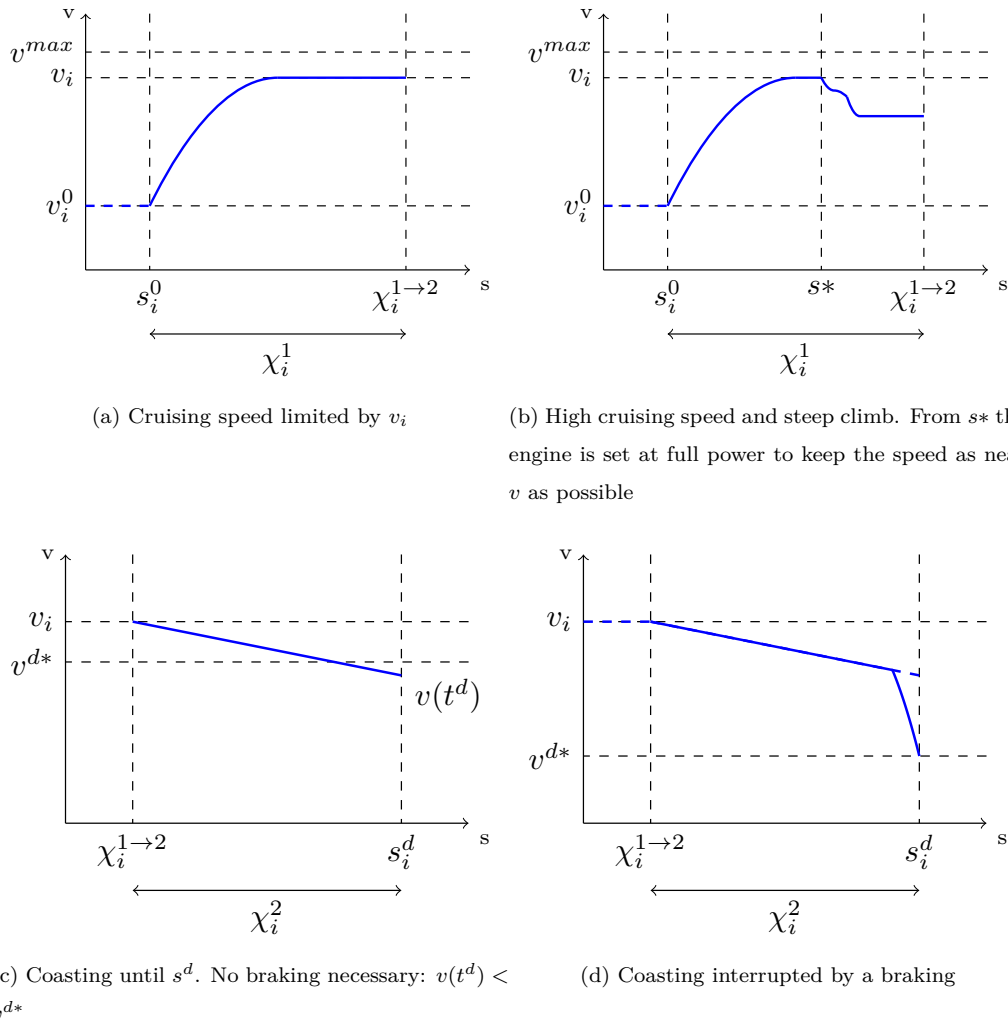 v
v^{max}
v_i
v_i^0
s
s_i^0
χ_i^{1→2}
χ_i^1
(a) Cruising speed limited by v_i
v
v^{max}
v_i
v_i^0
s
s_i^0
s∗
χ_i^{1→2}
χ_i^1
(b) High cruising speed and steep climb. From s∗ th
engine is set at full power to keep the speed as nea
v as possible
v
v_i
v^{d∗}
v(t^d)
s
χ_i^{1→2}
s_i^d
χ_i^2
c) Coasting until s^d. No braking necessary: v(t^d) <
v^{d∗}
v
v_i
v^{d∗}
s
χ_i^{1→2}
s_i^d
χ_i^2
(d) Coasting interrupted by a braking